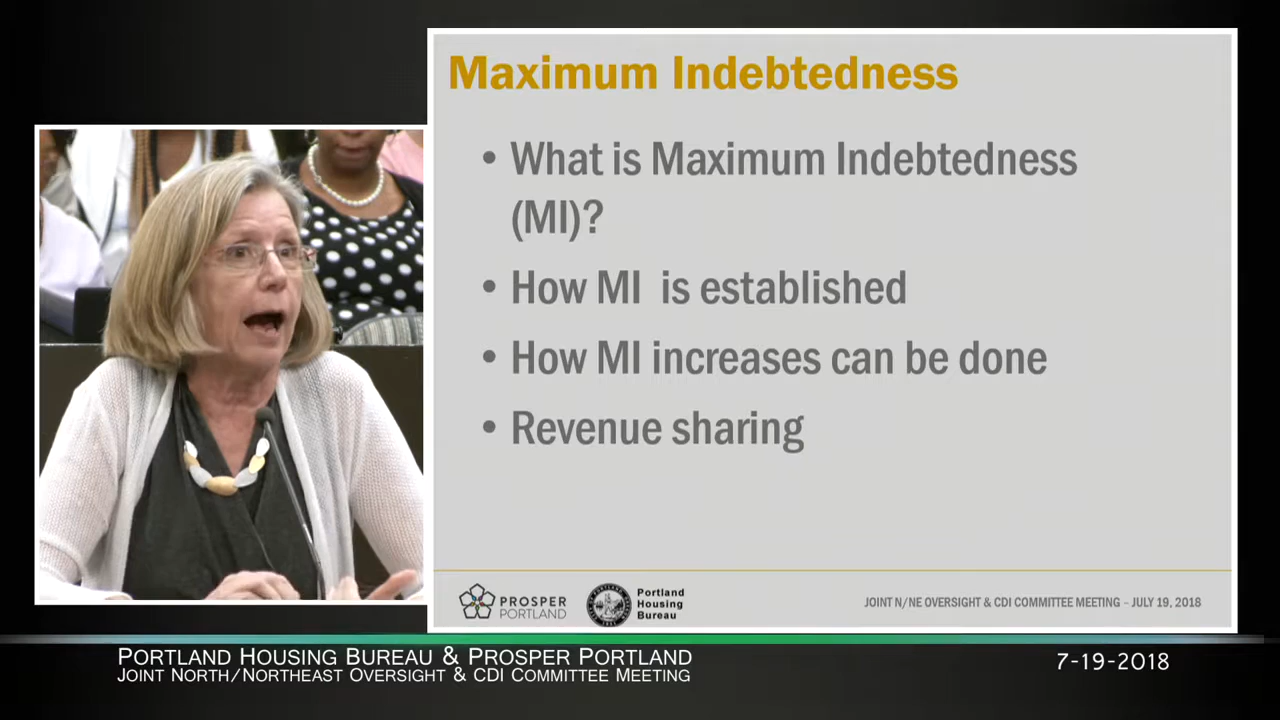 Maximum Indebtedness
• What is Maximum Indebtedness
(MI)?
• How MI is established
• How MI increases can be done
• Revenue sharing
PROSPER
PORTLAND
Portland
Housing
Bureau
JOINT N/NE OVERSIGHT & CDI COMMITTEE MEETING – JULY 19, 2018
PORTLAND HOUSING BUREAU & PROSPER PORTLAND
JOINT NORTH/NORTHEAST OVERSIGHT & CDI COMMITTEE MEETING
7-19-2018